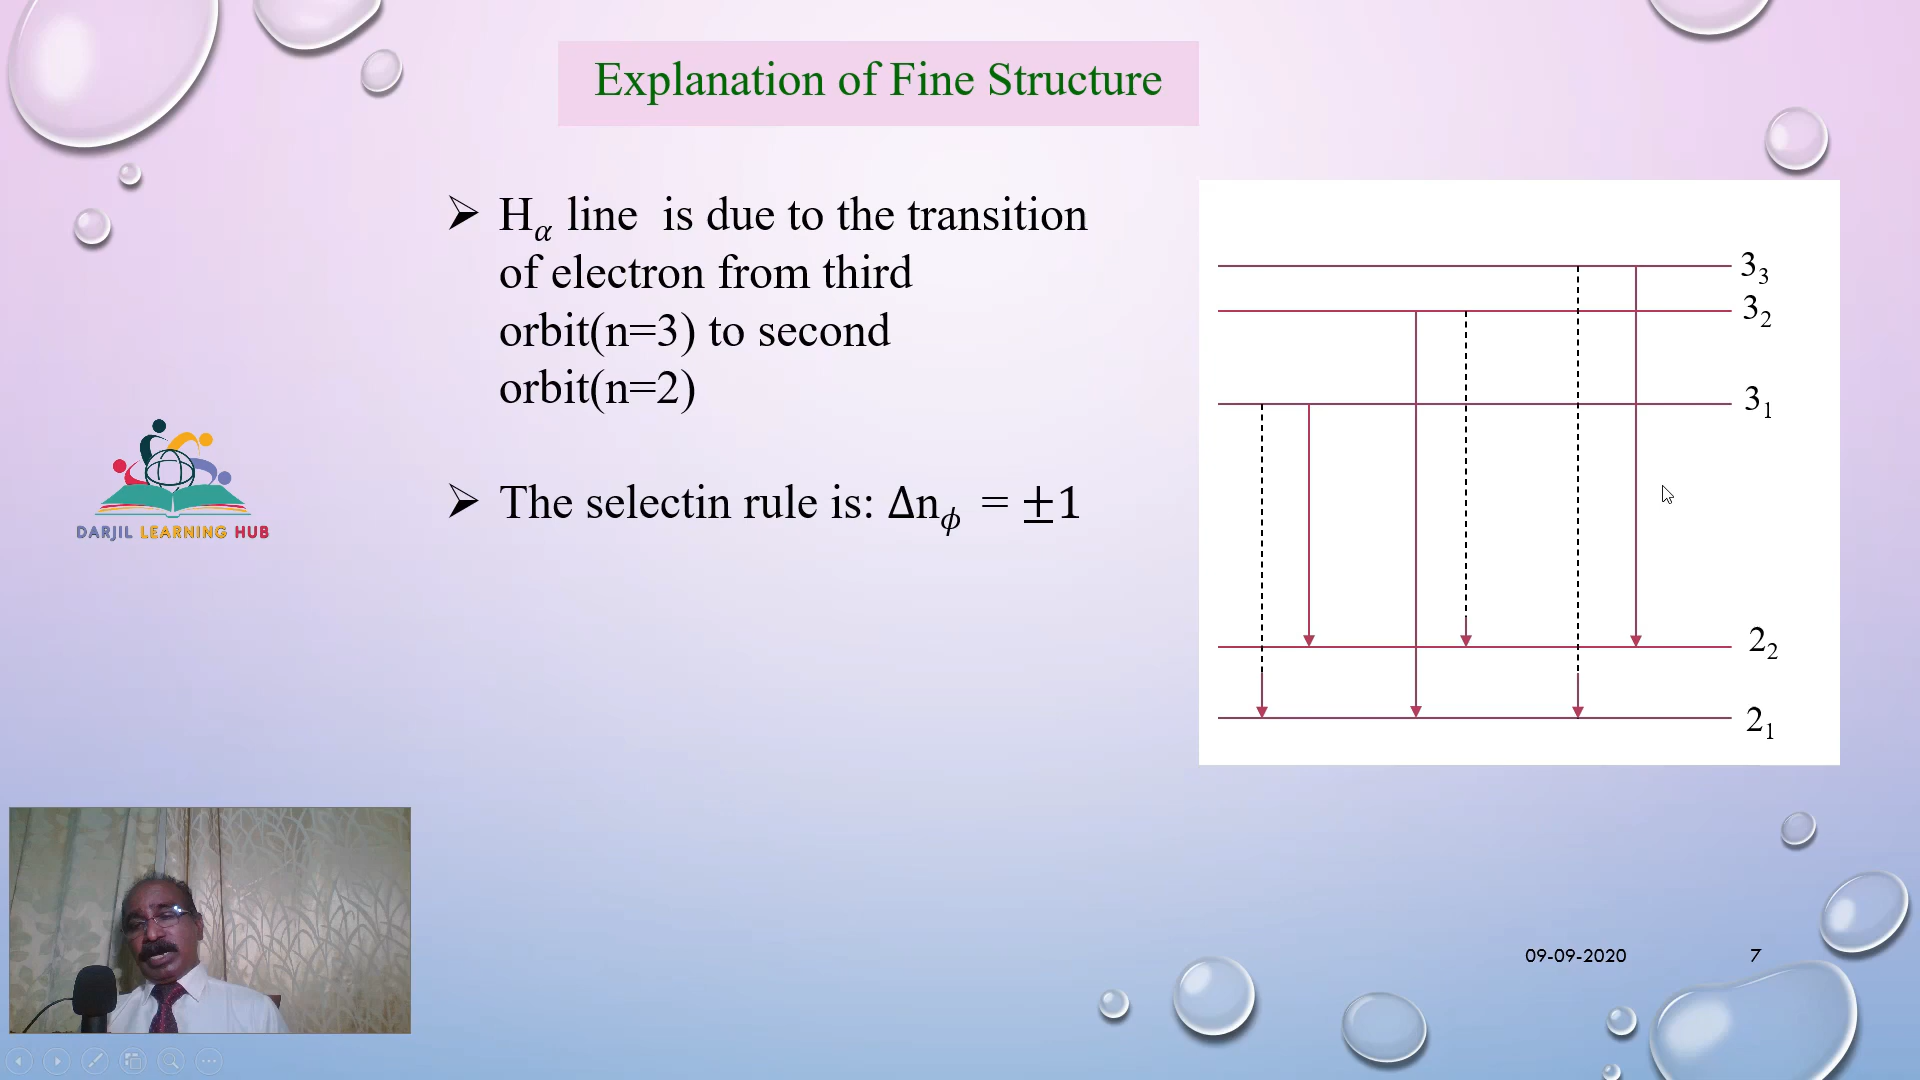 Explanation of Fine Structure
➢ Hα line is due to the transition
of electron from third
orbit(n=3) to second
orbit(n=2)
➢ The selectin rule is: Δnϕ = ±1
3₃
3₂
3₁
2₂
2₁
DARJIL LEARNING HUB
09-09-2020 7